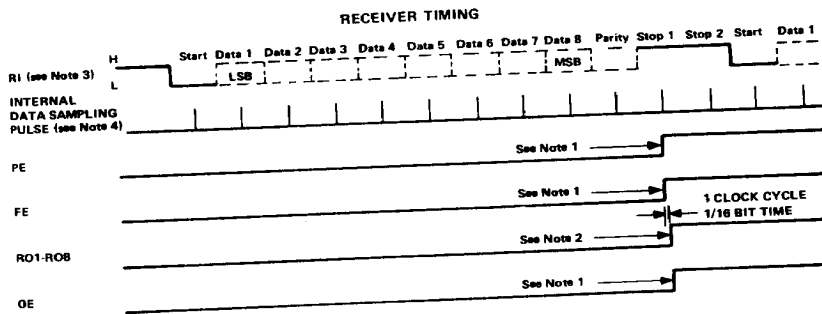 RECEIVER TIMING
H
Start Data 1 Data 2 Data 3 Data 4 Data 5 Data 6 Data 7 Data 8 Parity Stop 1 Stop 2 Start Data 1
RI (see Note 3)
LSB MSB
L
INTERNAL
DATA SAMPLING
PULSE (see Note 4)
See Note 1
PE
See Note 1
FE
1 CLOCK CYCLE
1/16 BIT TIME
See Note 2
RO1-RO8
See Note 1
OE